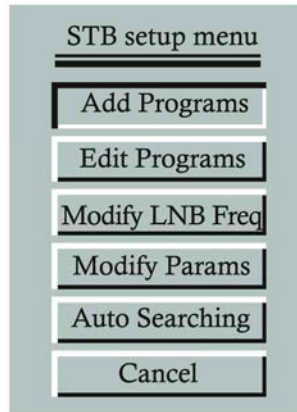 STB setup menu
Add Programs
Edit Programs
Modify LNB Freq
Modify Params
Auto Searching
Cancel